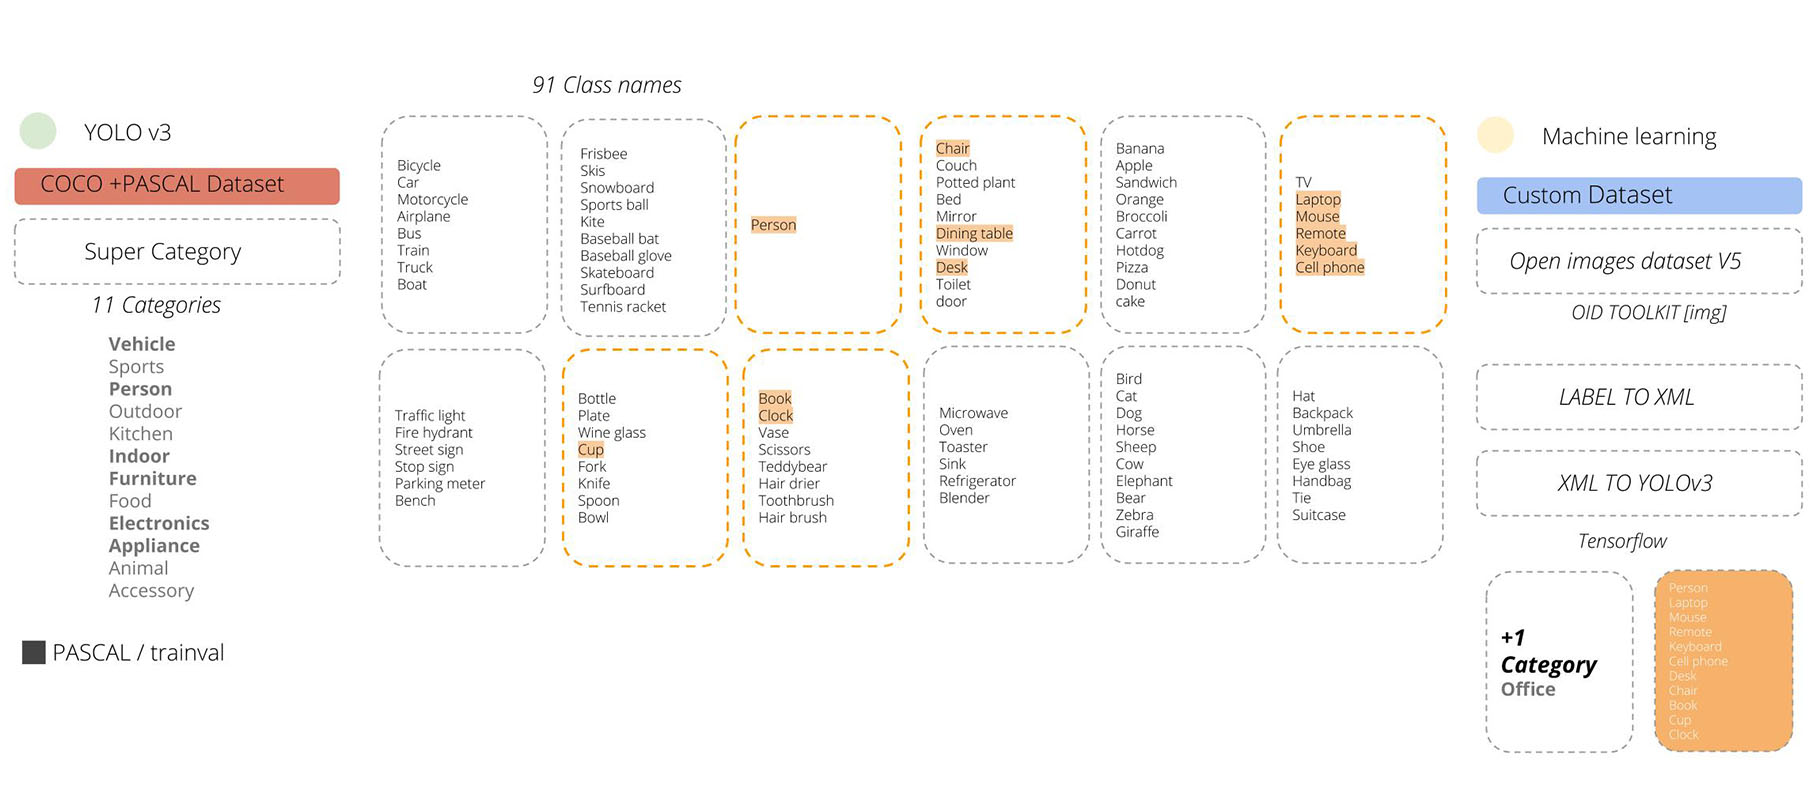 91 Class names
YOLO v3
COCO +PASCAL Dataset
Super Category
11 Categories
Vehicle
Sports
Person
Outdoor
Kitchen
Indoor
Furniture
Food
Electronics
Appliance
Animal
Accessory
PASCAL / trainval
Bicycle
Car
Motorcycle
Airplane
Bus
Train
Truck
Boat
Frisbee
Skis
Snowboard
Sports ball
Kite
Baseball bat
Baseball glove
Skateboard
Surfboard
Tennis racket
Person
Chair
Couch
Potted plant
Bed
Mirror
Dining table
Window
Desk
Toilet
door
Banana
Apple
Sandwich
Orange
Broccoli
Carrot
Hotdog
Pizza
Donut
cake
TV
Laptop
Mouse
Remote
Keyboard
Cell phone
Traffic light
Fire hydrant
Street sign
Stop sign
Parking meter
Bench
Bottle
Plate
Wine glass
Cup
Fork
Knife
Spoon
Bowl
Book
Clock
Vase
Scissors
Teddybear
Hair drier
Toothbrush
Hair brush
Microwave
Oven
Toaster
Sink
Refrigerator
Blender
Bird
Cat
Dog
Horse
Sheep
Cow
Elephant
Bear
Zebra
Giraffe
Hat
Backpack
Umbrella
Shoe
Eye glass
Handbag
Tie
Suitcase
Machine learning
Custom Dataset
Open images dataset V5
OID TOOLKIT [img]
LABEL TO XML
XML TO YOLOv3
Tensorflow
+1
Category
Office
Person
Laptop
Mouse
Remote
Keyboard
Cell phone
Desk
Chair
Book
Cup
Clock